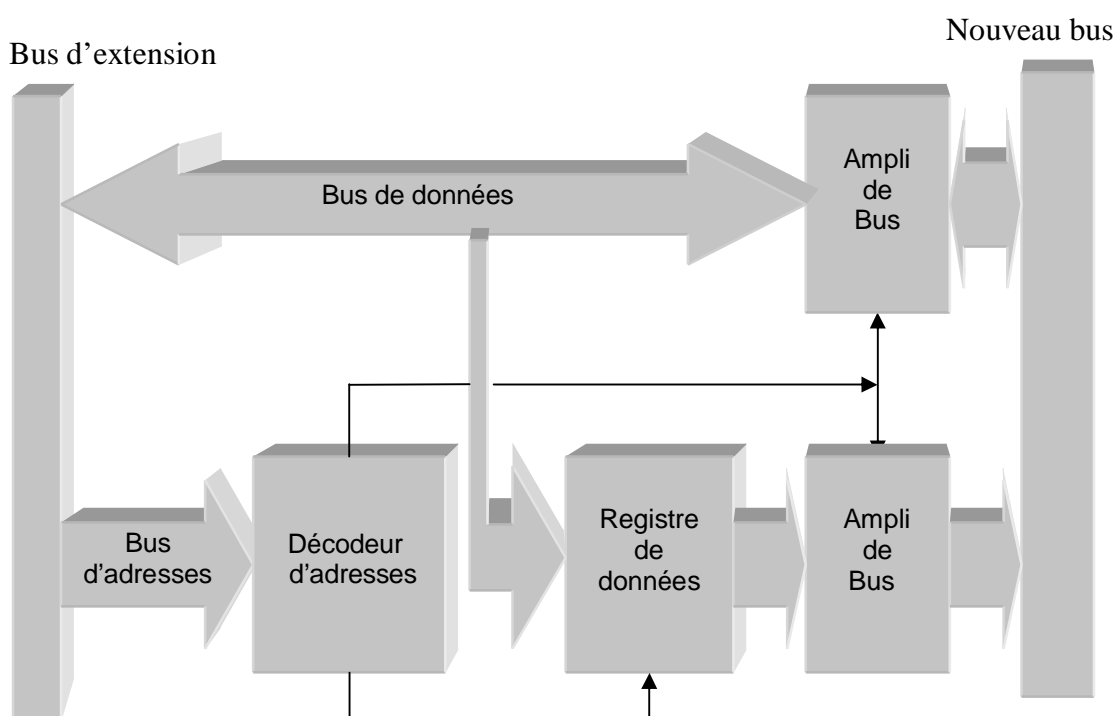 Nouveau bus
Bus d’extension
Ampli
de
Bus
Bus de données
Bus
d’adresses
Décodeur
d’adresses
Registre
de
données
Ampli
de
Bus